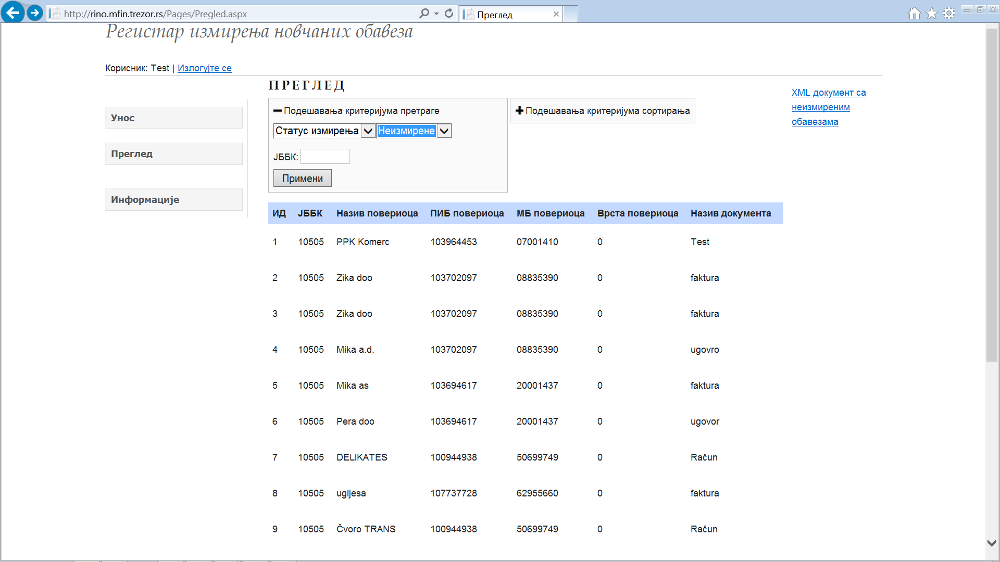 http://rino.mfin.trezor.rs/Pages/Pregled.aspx
Преглед
Регистар измирења новчаних обавеза
Корисник: Test | Излогујте се
Унос
Преглед
Информације
ПРЕГЛЕД
Подешавања критеријума претраге
Статус измирења Неизмирене
ЈББК:
Примени
Подешавања критеријума сортирања
XML документ са
неизмиреним
обавезама
ИД ЈББК Назив повериоца ПИБ повериоца МБ повериоца Врста повериоца Назив документа
1 10505 PPK Komerc 103964453 07001410 0 Test
2 10505 Zika doo 103702097 08835390 0 faktura
3 10505 Zika doo 103702097 08835390 0 faktura
4 10505 Mika a.d. 103702097 08835390 0 ugovro
5 10505 Mika as 103694617 20001437 0 faktura
6 10505 Pera doo 103694617 20001437 0 ugovor
7 10505 DELIKATES 100944938 50699749 0 Račun
8 10505 ugljesa 107737728 62955660 0 faktura
9 10505 Čvoro TRANS 100944938 50699749 0 Račun